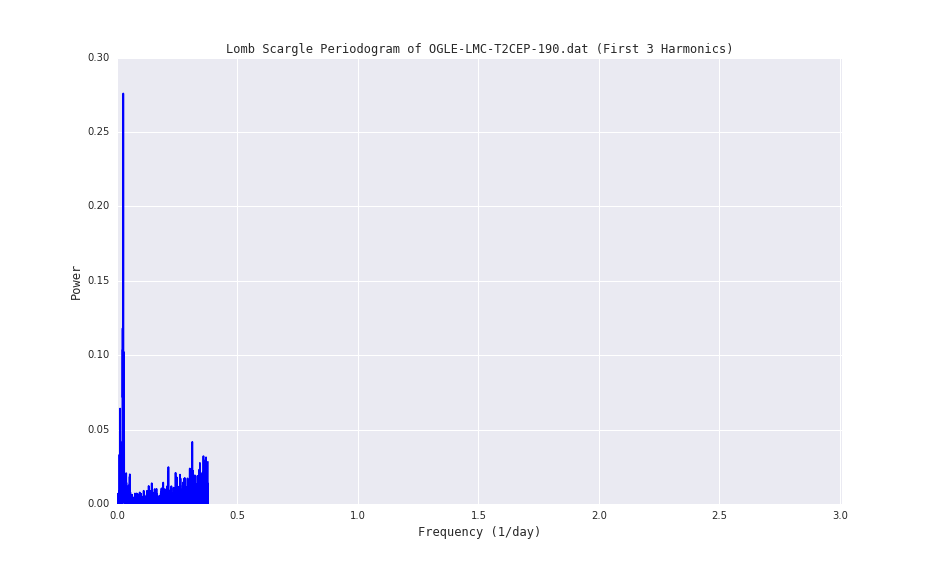 Lomb Scargle Periodogram of OGLE-LMC-T2CEP-190.dat (First 3 Harmonics)
0.30
0.25
0.20
0.15
0.10
0.05
0.00
Power
0.0 0.5 1.0 1.5 2.0 2.5 3.0
Frequency (1/day)